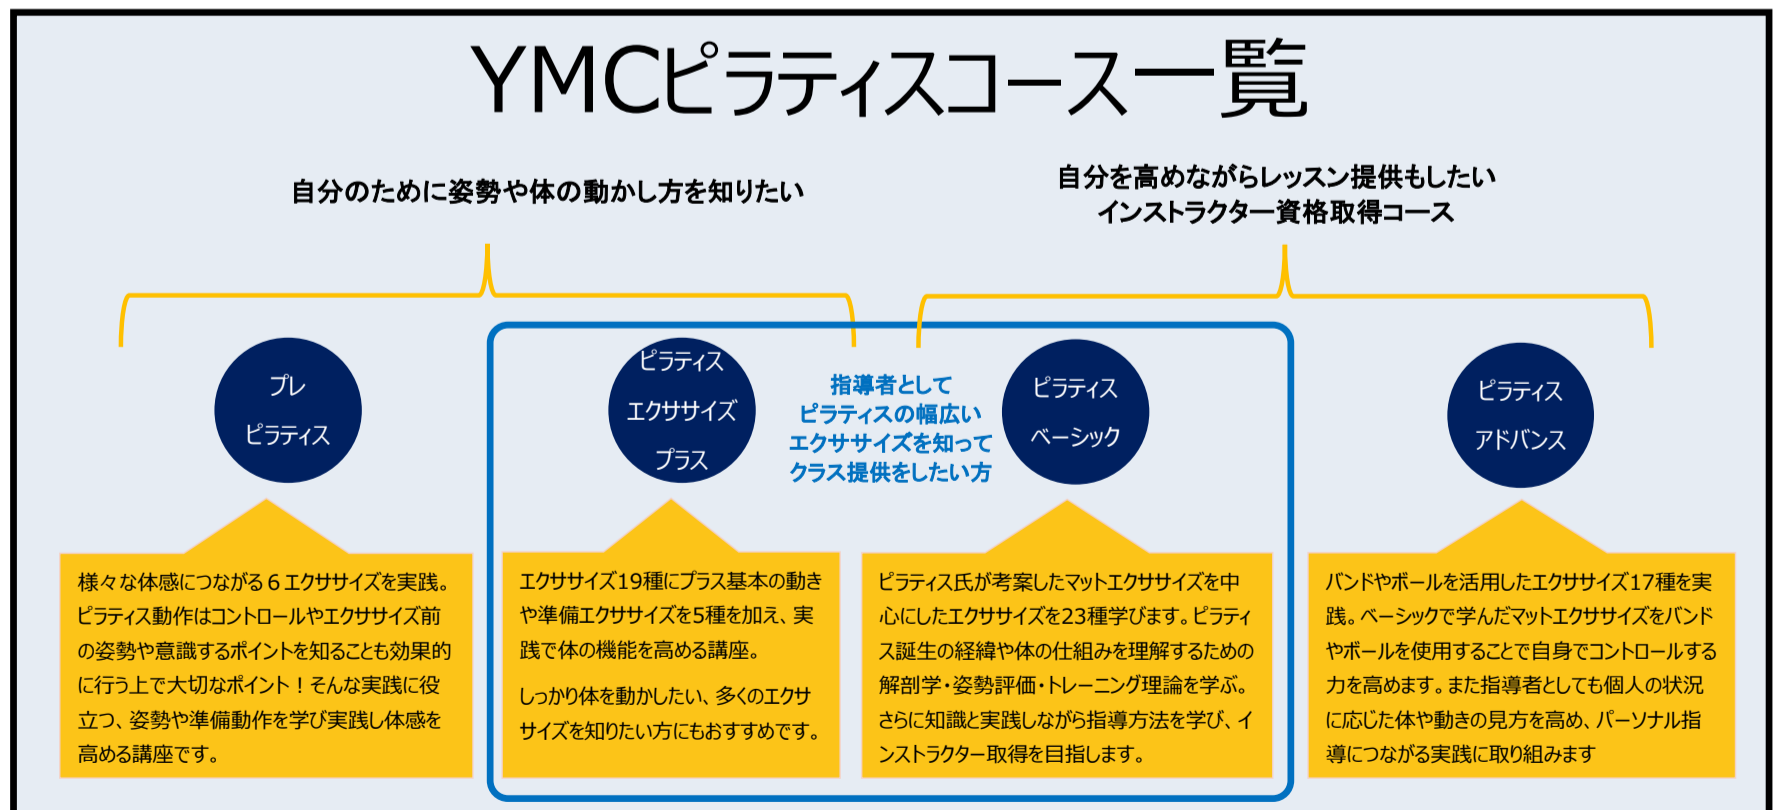 YMCピラティスコース一覧
自分のために姿勢や体の動かし方を知りたい
自分を高めながらレッスン提供もしたい
インストラクター資格取得コース
プレ
ピラティス
ピラティス
エクササイズ
プラス
指導者として
ピラティスの幅広い
エクササイズを知って
クラス提供をしたい方
ピラティス
ベーシック
ピラティス
アドバンス
様々な体感につながる6エクササイズを実践。
ピラティス動作はコントロールやエクササイズ前
の姿勢や意識するポイントを知ることも効果的
に行う上で大切なポイント！そんな実践に役
立つ、姿勢や準備動作を学び実践し体感を
高める講座です。
エクササイズ19種にプラス基本の動き
や準備エクササイズを5種を加え、実
践で体の機能を高める講座。
しっかり体を動かしたい、多くのエクサ
サイズを知りたい方にもおすすめです。
ピラティス氏が考案したマットエクササイズを中
心にしたエクササイズを23種学びます。ピラティ
ス誕生の経緯や体の仕組みを理解するための
解剖学・姿勢評価・トレーニング理論を学ぶ。
さらに知識と実践しながら指導方法を学び、イ
ンストラクター取得を目指します。
バンドやボールを活用したエクササイズ17種を実
践。ベーシックで学んだマットエクササイズをバンド
やボールを使用することで自身でコントロールする
力を高めます。また指導者としても個人の状況
に応じた体や動きの見方を高め、パーソナル指
導につながる実践に取り組みます